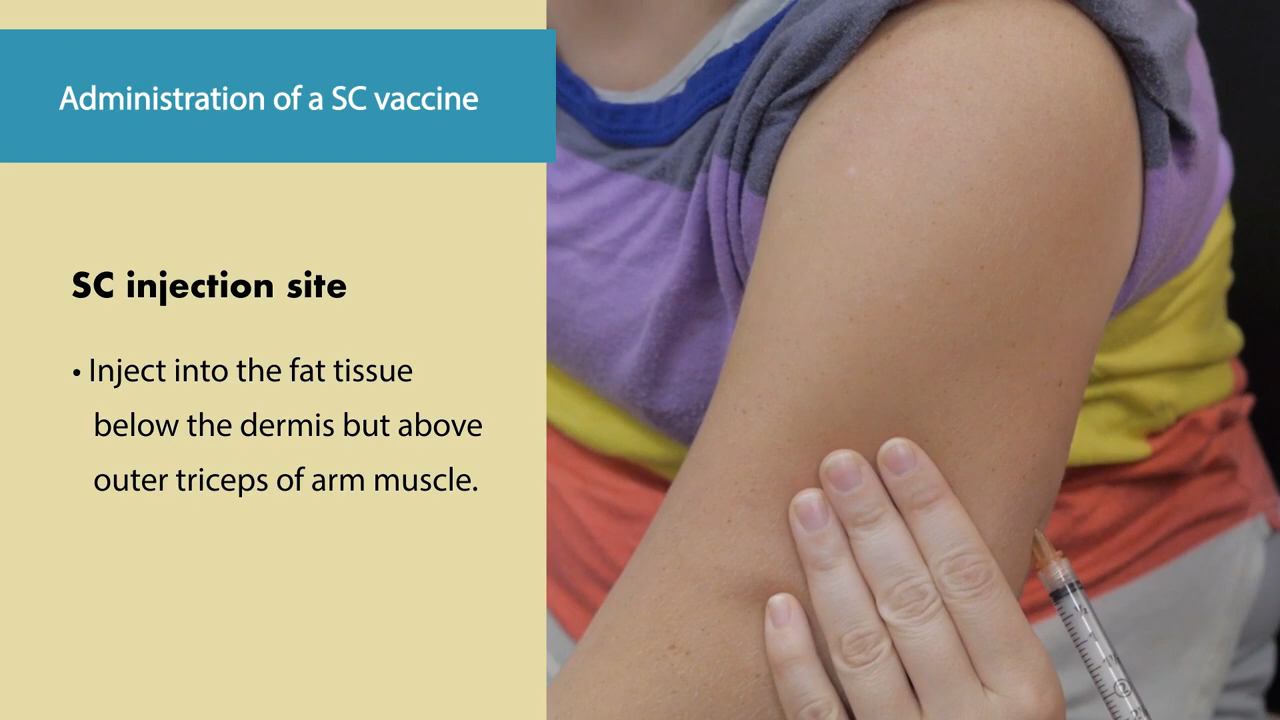 Administration of a SC vaccine
SC injection site
• Inject into the fat tissue
below the dermis but above
outer triceps of arm muscle.